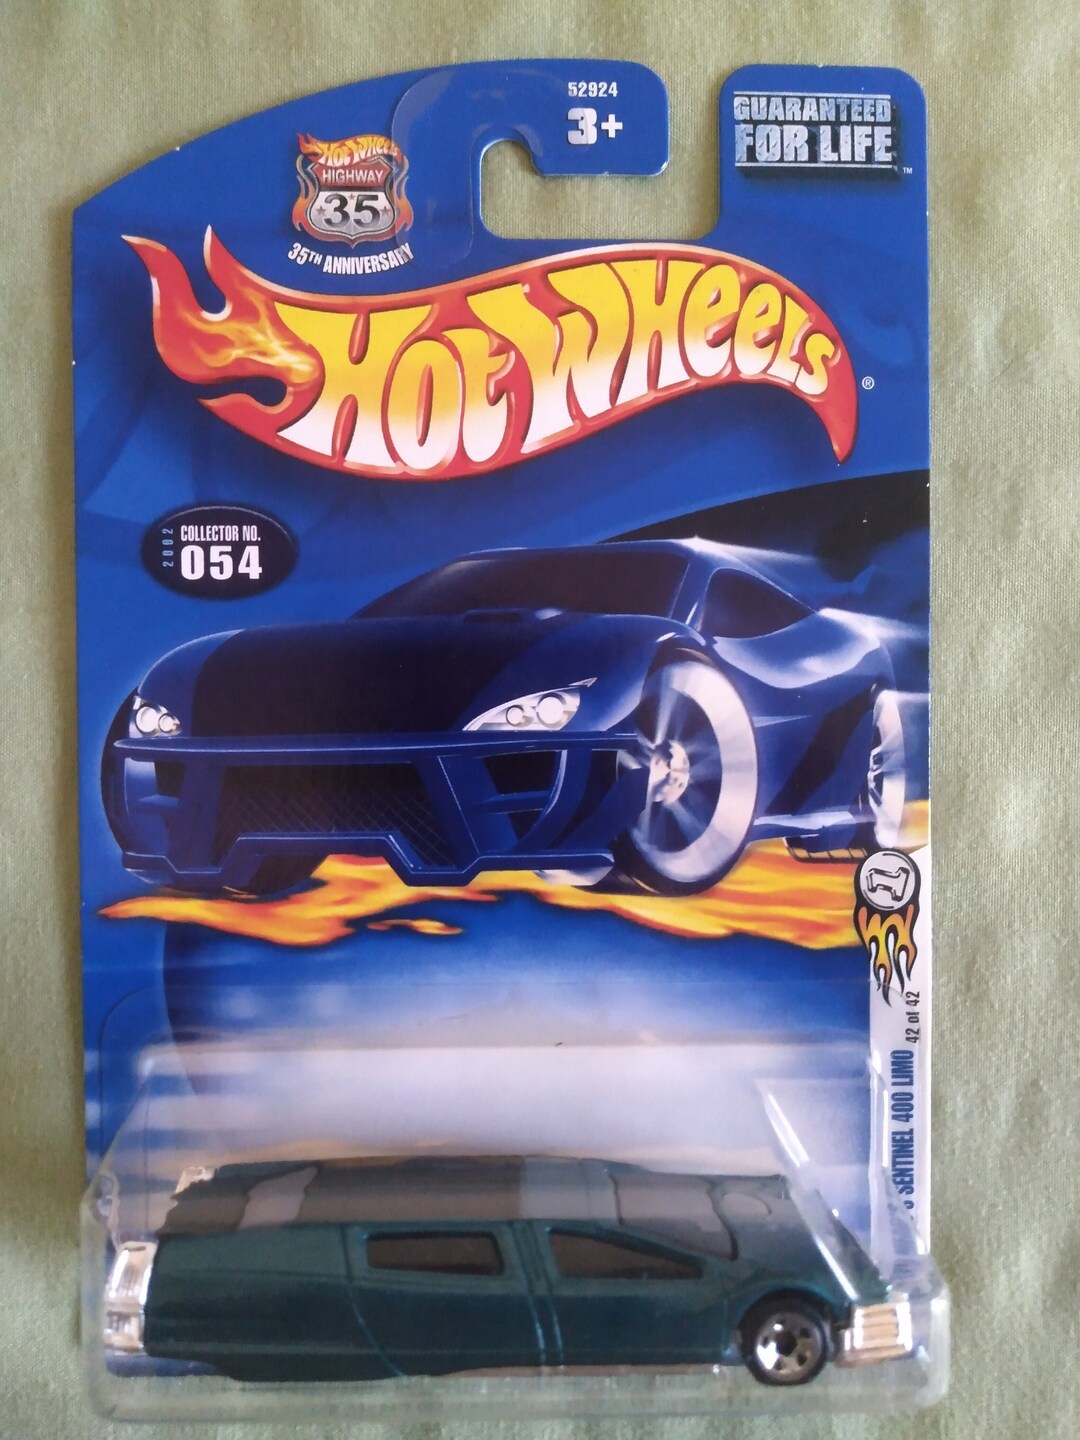 52924
3+
GUARANTEED
FOR LIFE
™
Hot Wheels
HIGHWAY
35
35TH ANNIVERSARY
Hot Wheels
®
2002
COLLECTOR NO.
054
42 of 42
SENTINEL 400 LIMO